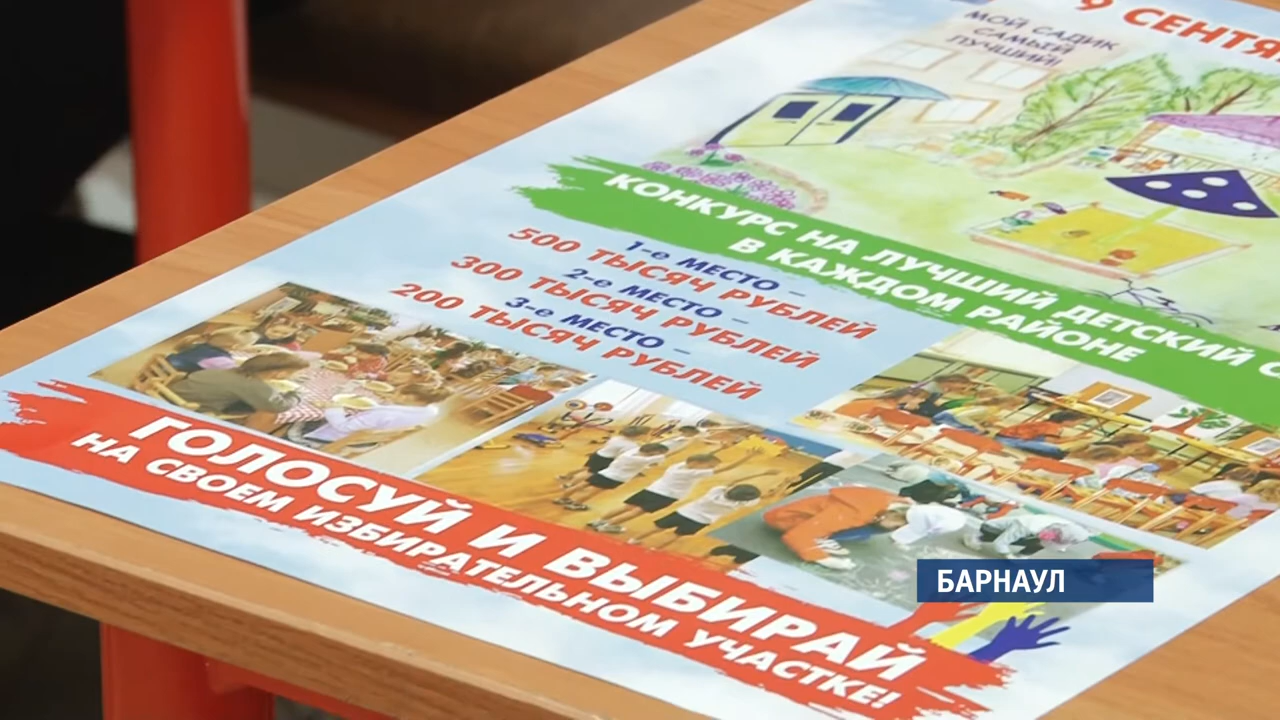 9 СЕНТЯ
МОЙ САДИК
САМЫЙ
ЛУЧШИЙ!
КОНКУРС НА ЛУЧШИЙ ДЕТСКИЙ С
В КАЖДОМ РАЙОНЕ
1-е МЕСТО –
500 ТЫСЯЧ РУБЛЕЙ
2-е МЕСТО –
300 ТЫСЯЧ РУБЛЕЙ
3-е МЕСТО –
200 ТЫСЯЧ РУБЛЕЙ
ГОЛОСУЙ И ВЫБИРАЙ
НА СВОЕМ ИЗБИРАТЕЛЬНОМ УЧАСТКЕ!
БАРНАУЛ